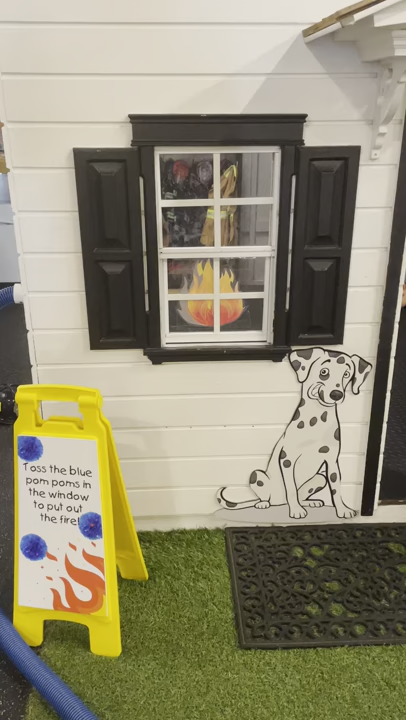 Toss the blue
pom poms in
the window
to put out
the fire!